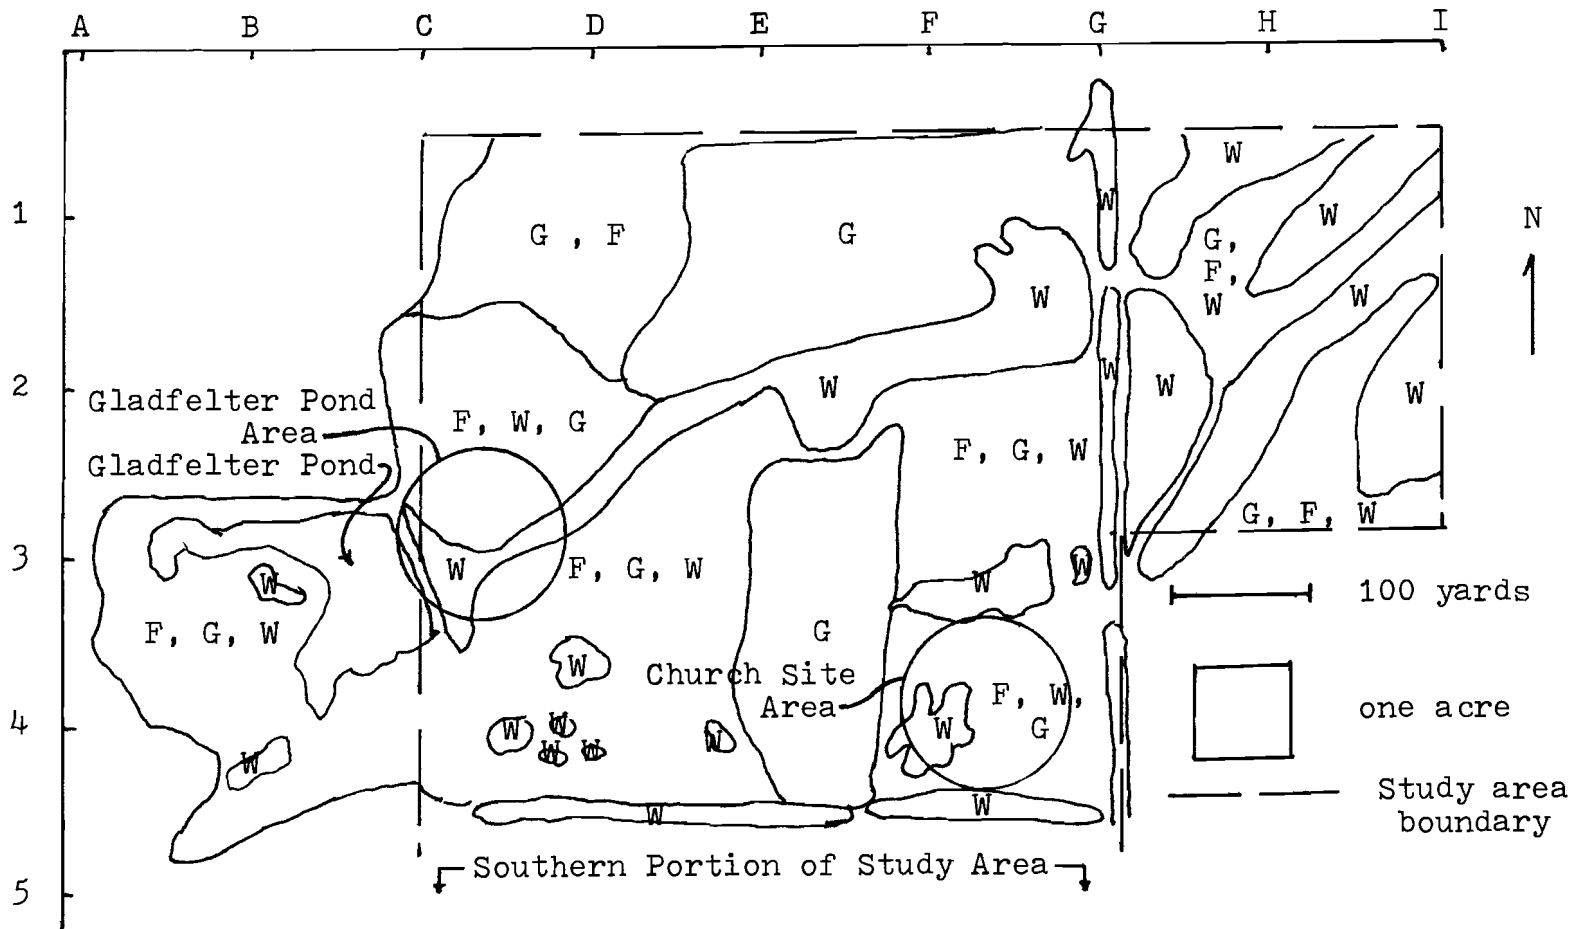 A B C D E F G H I
W
1
W
W
N
G , F
G
G,
F,
W
W
W
2
W
W
W
W
Gladfelter Pond
Area
F, W, G
F, G, W
Gladfelter Pond
G, F, W
3
W
W
F, G, W
W
W
100 yards
F, G, W
G
W
Church Site
Area
F, W,
G
one acre
4
W
W
W
W
W
W
W
W
W
Study area
boundary
Southern Portion of Study Area
5